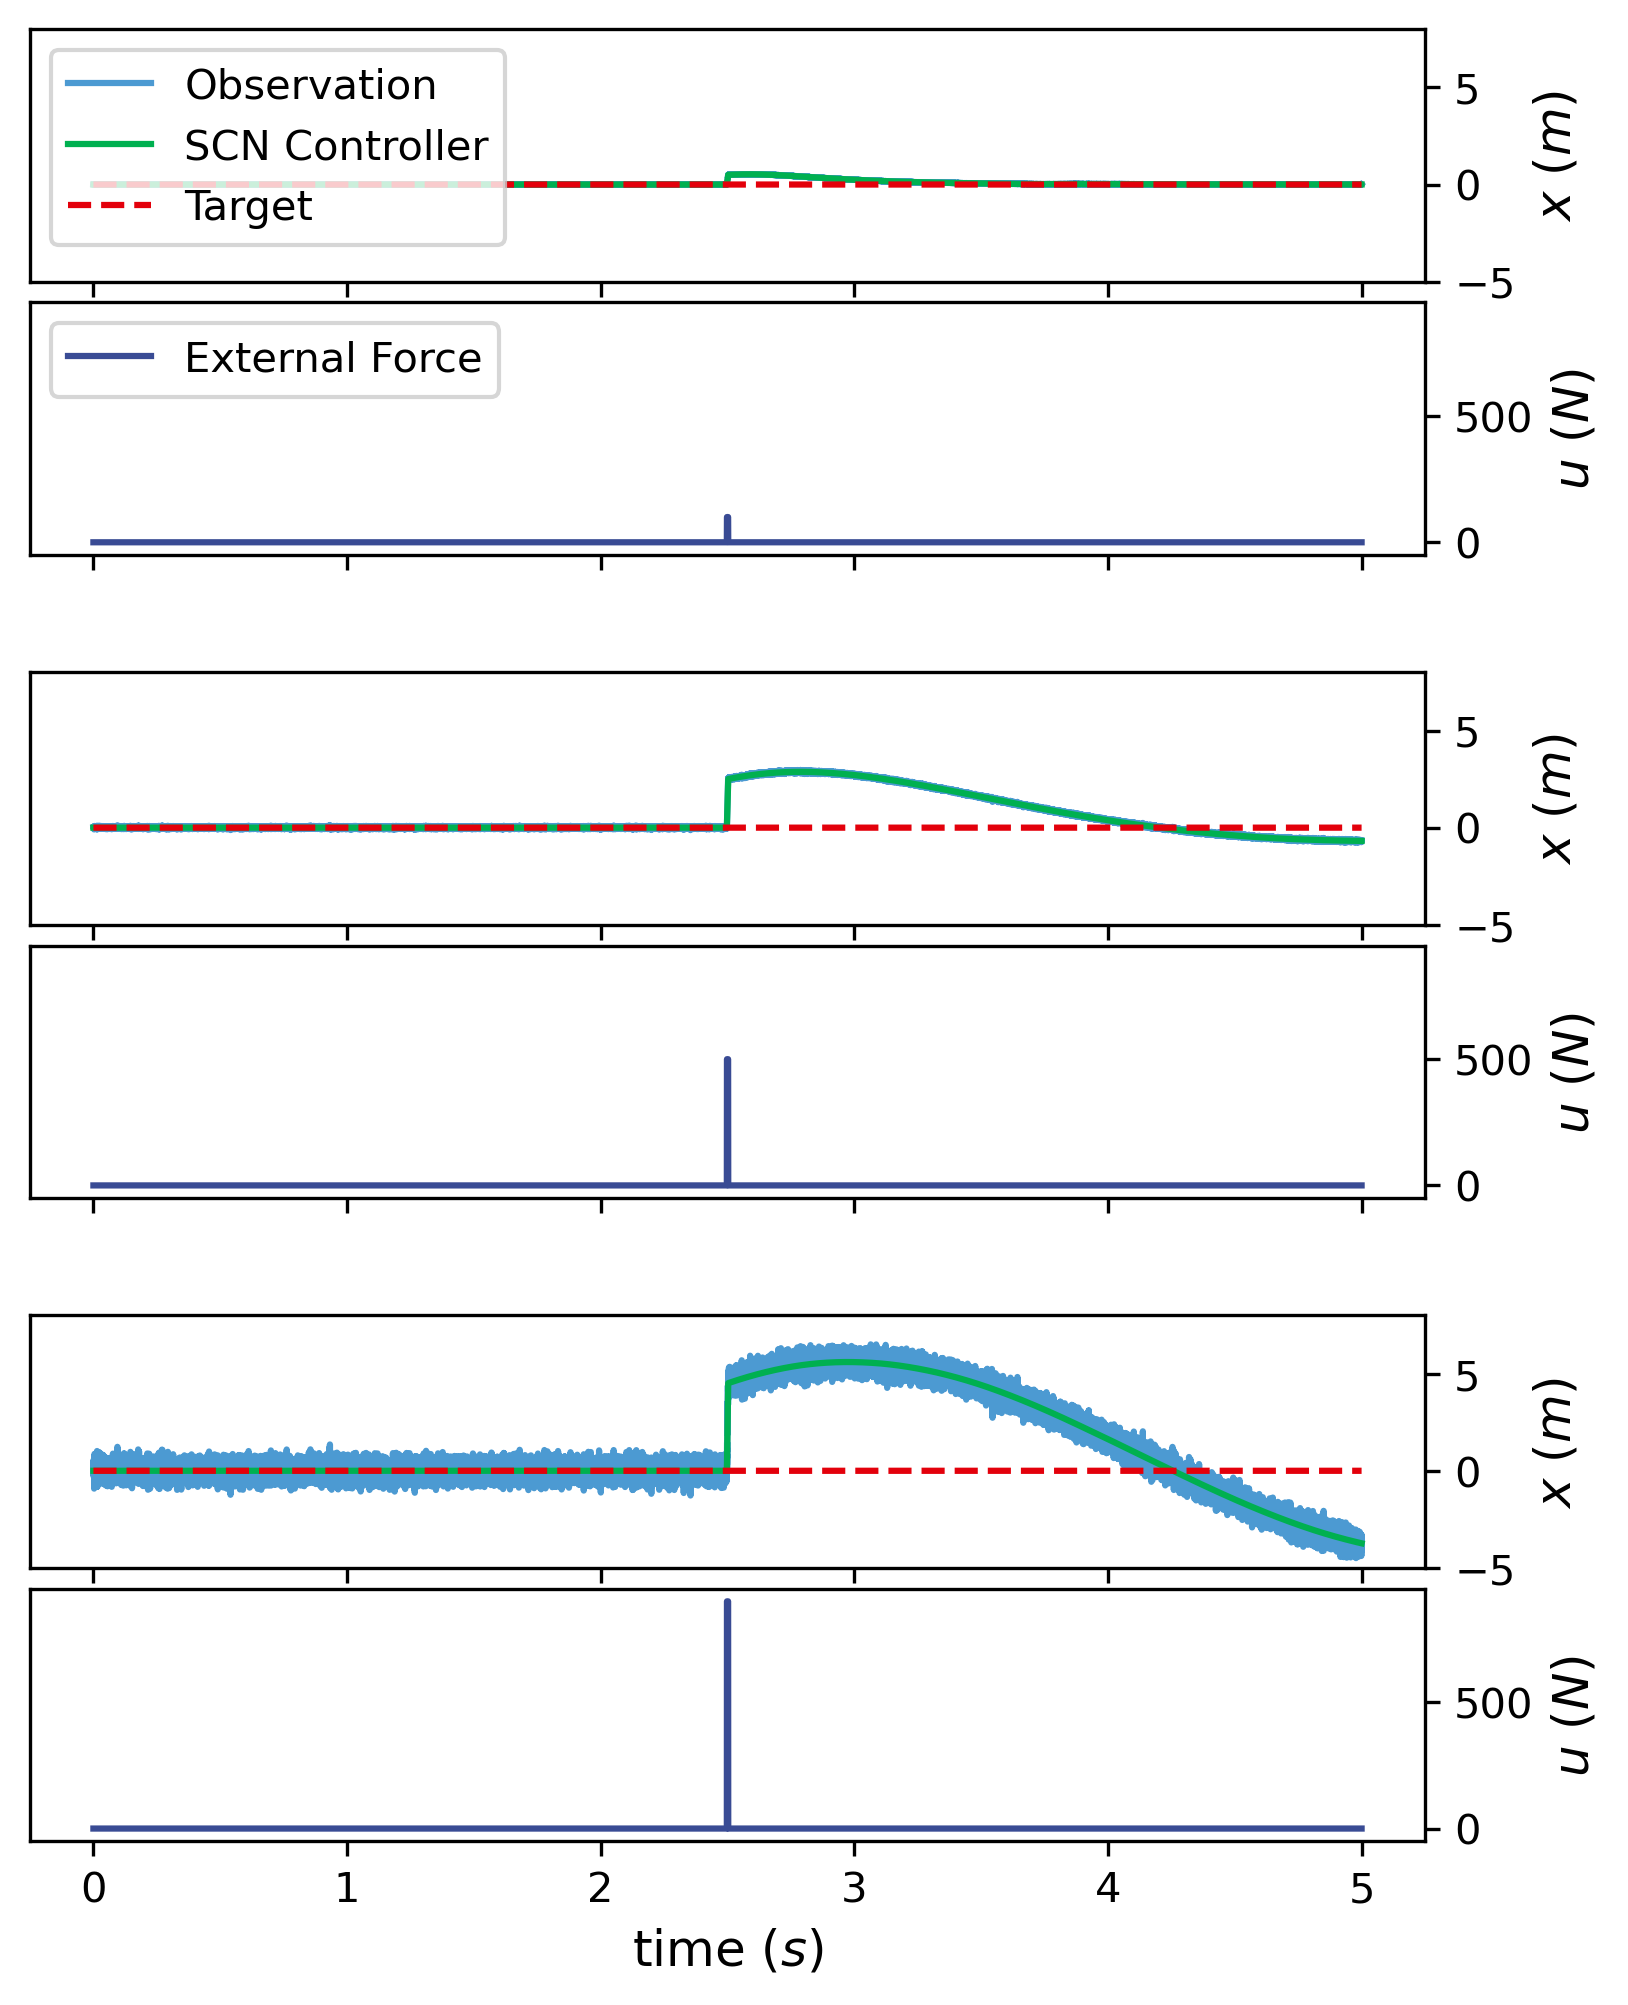 Observation
SCN Controller
Target
5
0
−5
x (m)
External Force
500
0
u (N)
5
0
−5
x (m)
500
0
u (N)
5
0
−5
x (m)
500
0
u (N)
0 1 2 3 4 5
time (s)